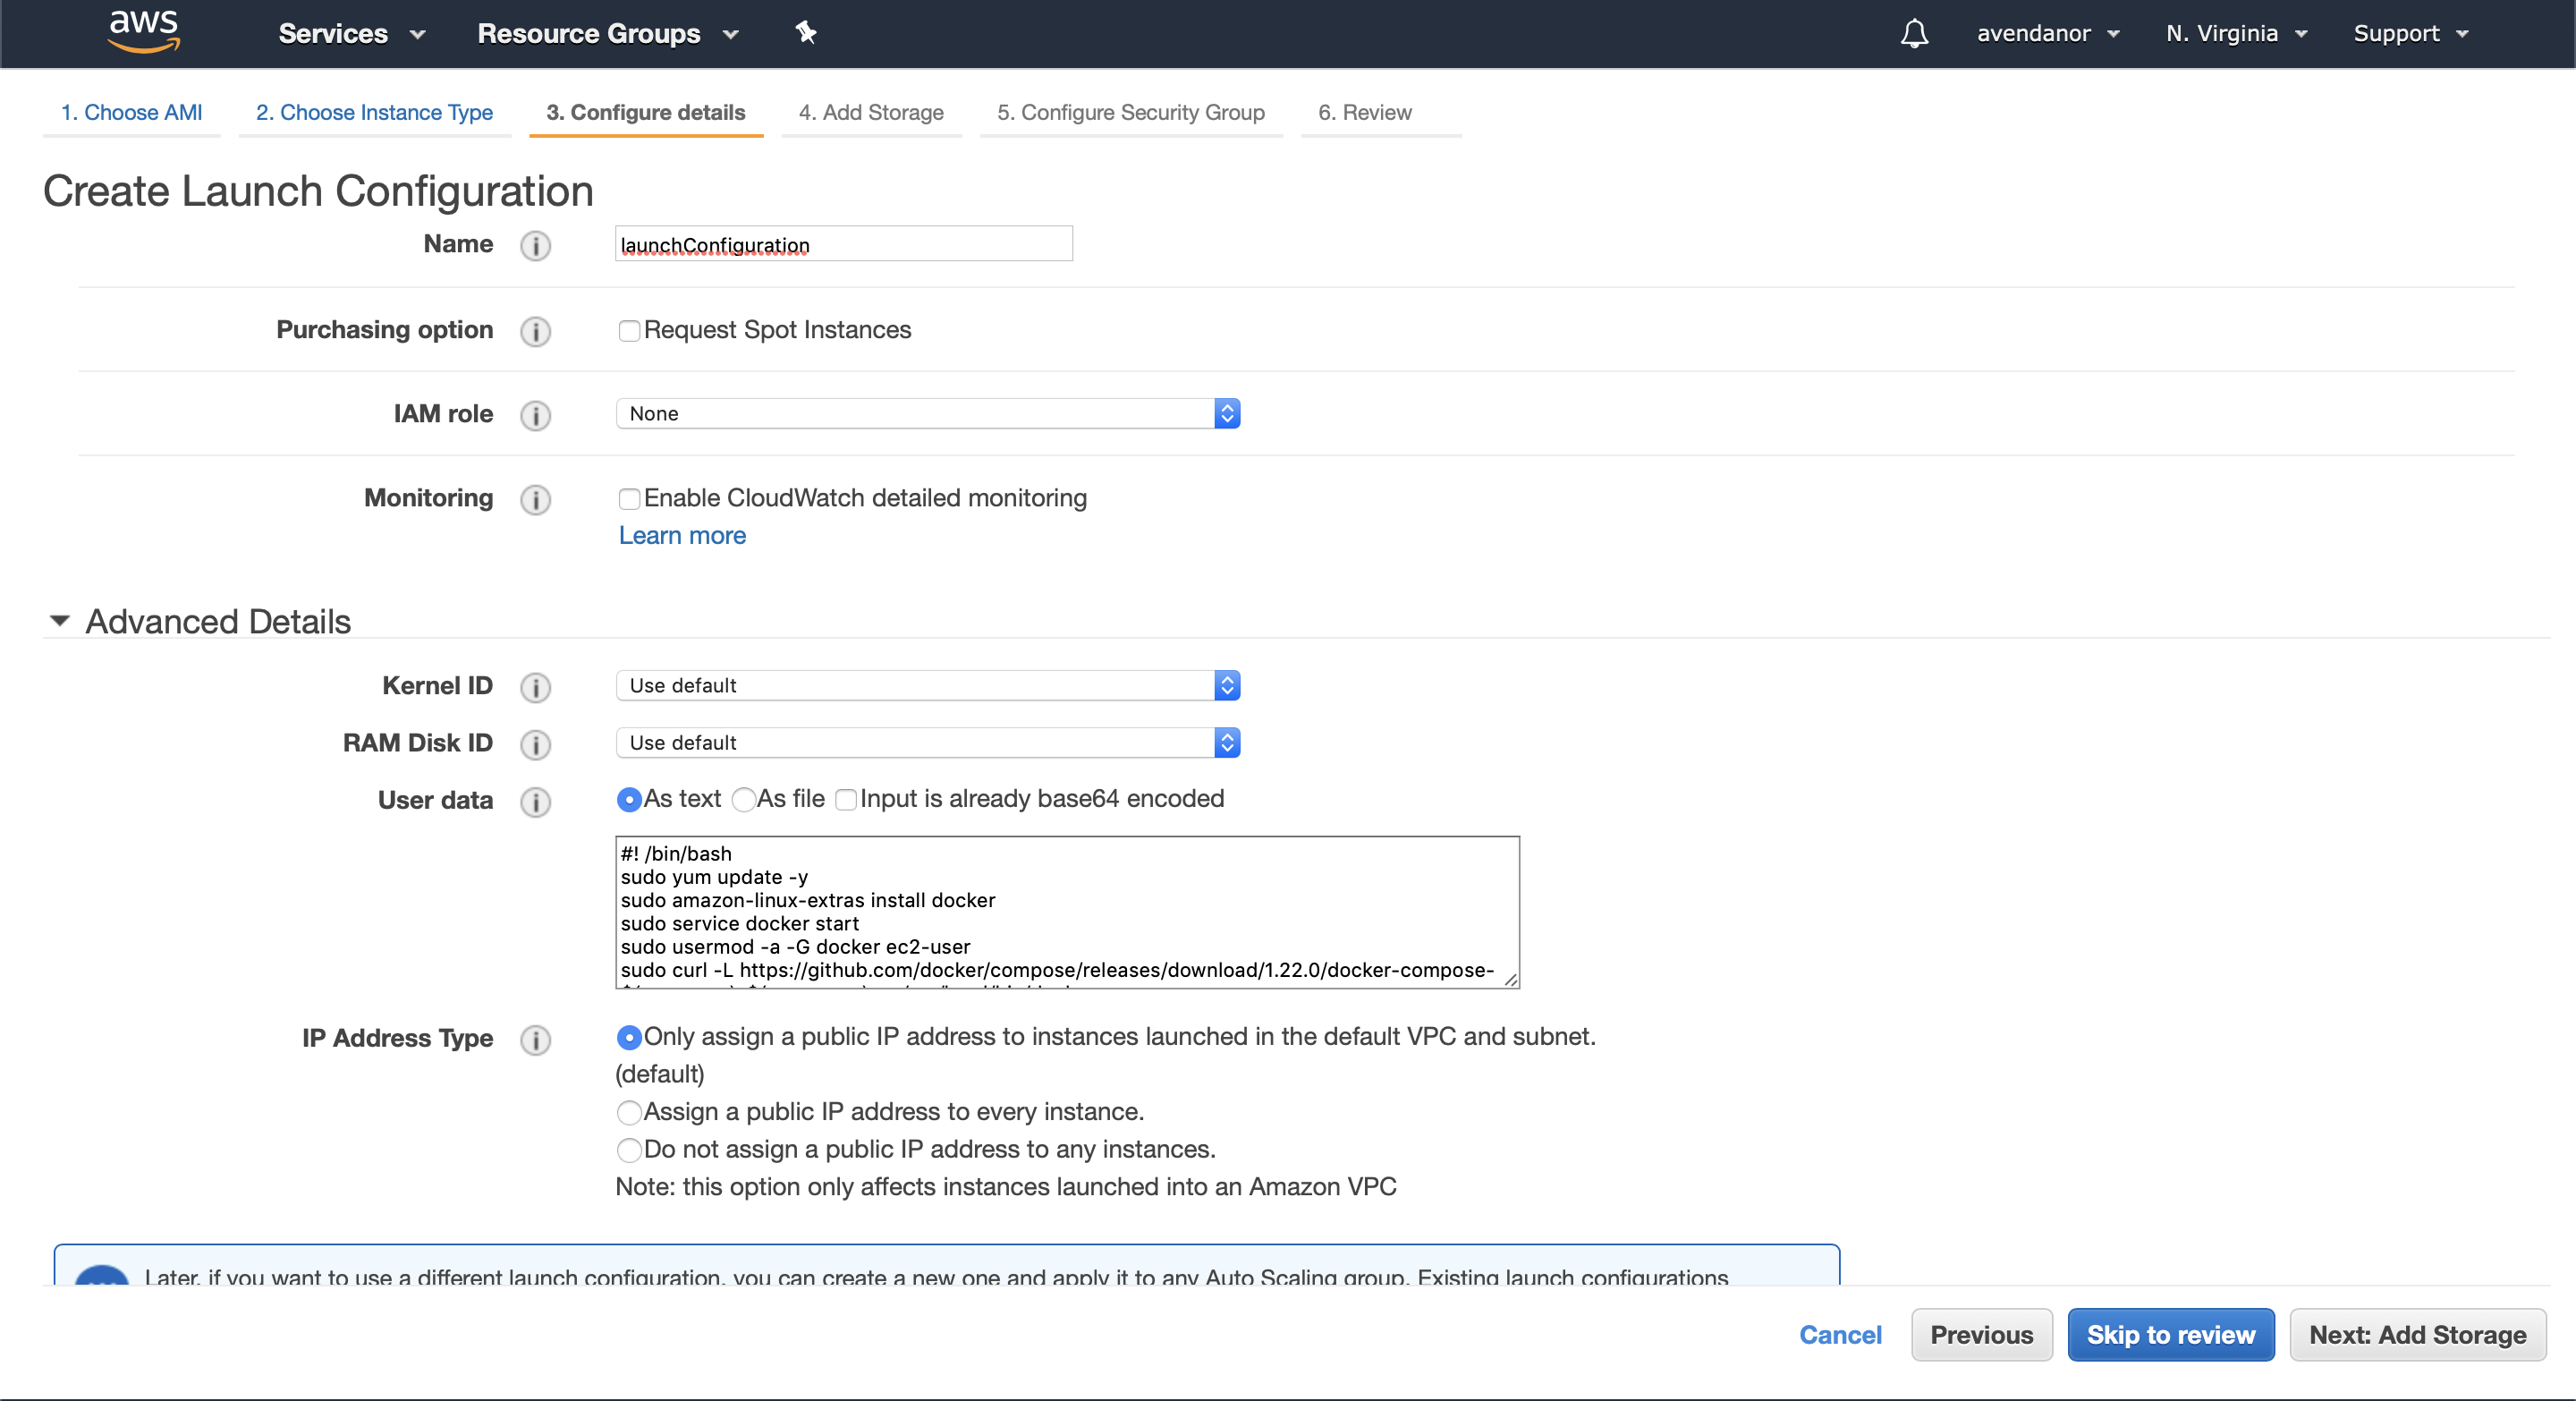 aws Services Resource Groups avendanor N. Virginia Support
1. Choose AMI 2. Choose Instance Type 3. Configure details 4. Add Storage 5. Configure Security Group 6. Review
Create Launch Configuration
Name launchConfiguration
Purchasing option Request Spot Instances
IAM role None
Monitoring Enable CloudWatch detailed monitoring
Learn more
Advanced Details
Kernel ID Use default
RAM Disk ID Use default
User data As text As file Input is already base64 encoded
#! /bin/bash
sudo yum update -y
sudo amazon-linux-extras install docker
sudo service docker start
sudo usermod -a -G docker ec2-user
sudo curl -L https://github.com/docker/compose/releases/download/1.22.0/docker-compose-
IP Address Type Only assign a public IP address to instances launched in the default VPC and subnet.
(default)
Assign a public IP address to every instance.
Do not assign a public IP address to any instances.
Note: this option only affects instances launched into an Amazon VPC
Later, if you want to use a different launch configuration, you can create a new one and apply it to any Auto Scaling group. Existing launch configurations
Cancel Previous Skip to review Next: Add Storage